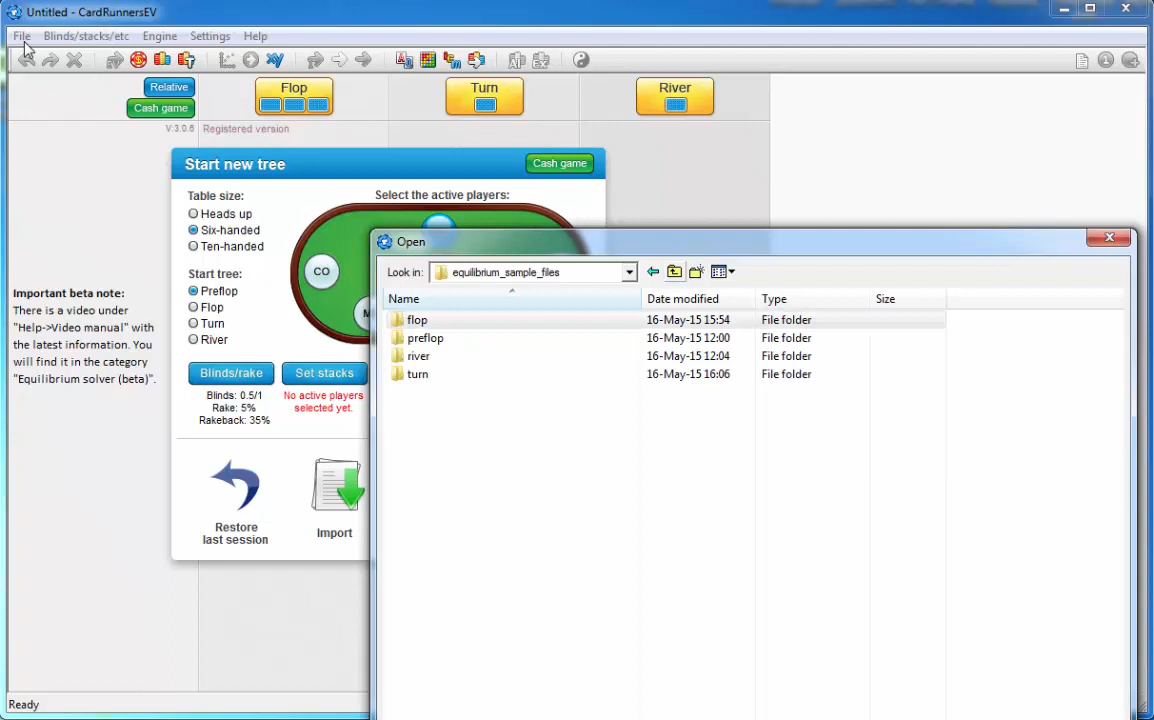 Untitled - CardRunnersEV
File Blinds/stacks/etc Engine Settings Help
Relative
Cash game
Flop
Turn
River
V:3.0.6 Registered version
Start new tree
Cash game
Table size:
Heads up
Six-handed
Ten-handed
Select the active players:
CO
Start tree:
Preflop
Flop
Turn
River
Blinds/rake
Set stacks
Blinds: 0.5/1
Rake: 5%
Rakeback: 35%
No active players
selected yet.
Restore
last session
Import
Important beta note:
There is a video under
"Help->Video manual" with
the latest information. You
will find it in the category
"Equilibrium solver (beta)".
Open
Look in: equilibrium_sample_files
Name Date modified Type Size
flop 16-May-15 15:54 File folder
preflop 16-May-15 12:00 File folder
river 16-May-15 12:04 File folder
turn 16-May-15 16:06 File folder
Ready